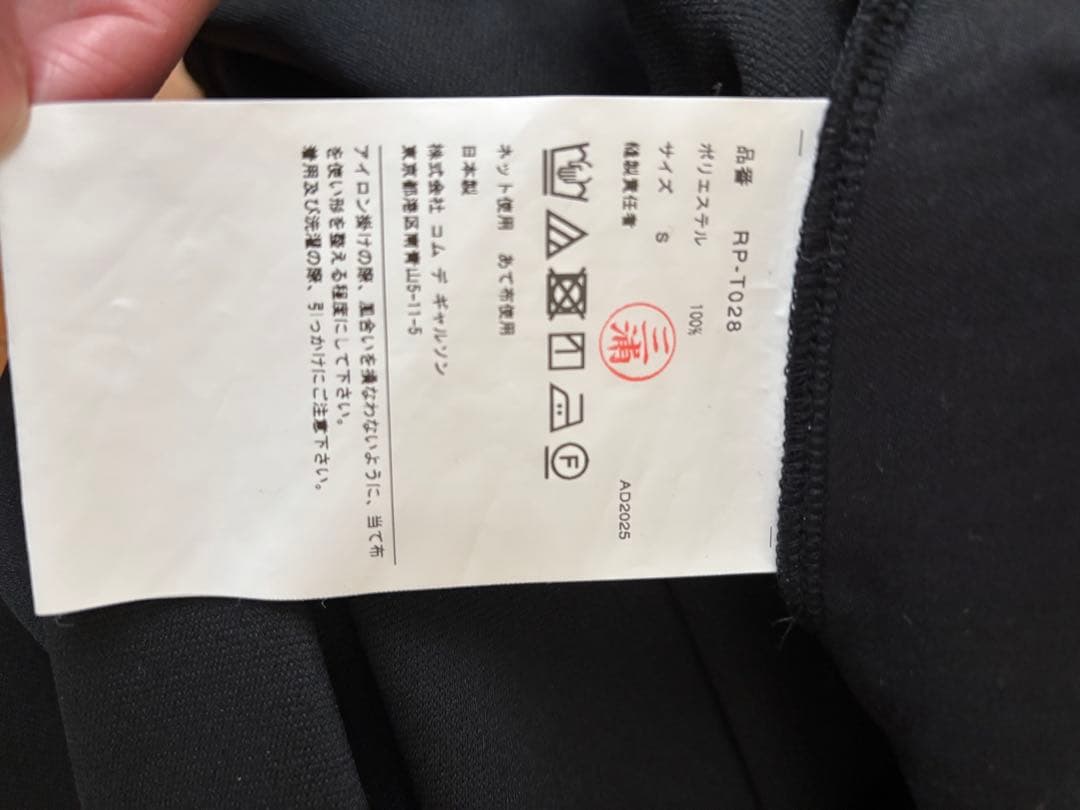 品番 RP-T028
ポリエステル 100%
サイズ S
縫製責任者 三浦 AD2025
F
ネット使用 あて布使用
日本製
株式会社 コム デ ギャルソン
東京都港区南青山5-11-5
アイロン掛けの際、風合いを損なわないように、当て布
を使い形を整える程度にして下さい。
着用及び洗濯の際、引っかけにご注意下さい。